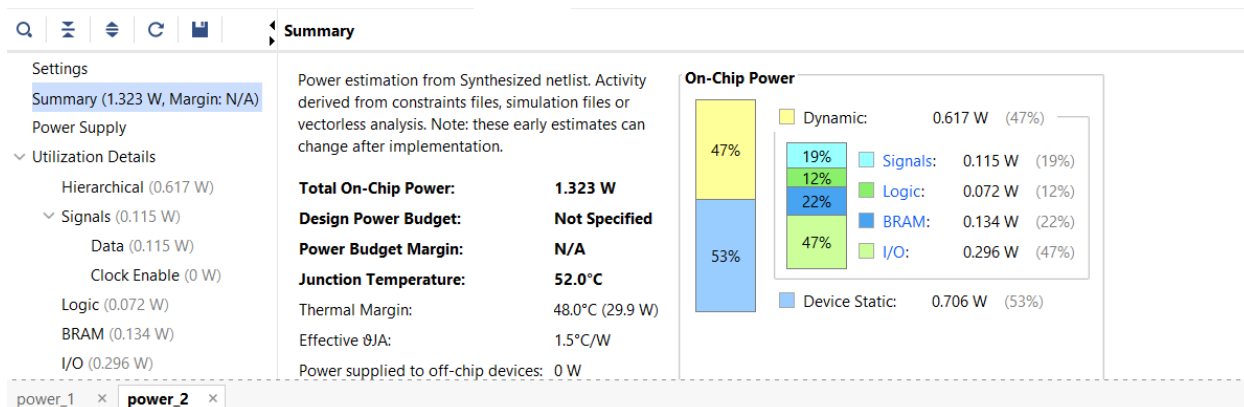 Summary
Settings
Summary (1.323 W, Margin: N/A)
Power Supply
Utilization Details
Hierarchical (0.617 W)
Signals (0.115 W)
Data (0.115 W)
Clock Enable (0 W)
Logic (0.072 W)
BRAM (0.134 W)
I/O (0.296 W)
Power estimation from Synthesized netlist. Activity
derived from constraints files, simulation files or
vectorless analysis. Note: these early estimates can
change after implementation.
Total On-Chip Power: 1.323 W
Design Power Budget: Not Specified
Power Budget Margin: N/A
Junction Temperature: 52.0°C
Thermal Margin: 48.0°C (29.9 W)
Effective ϑJA: 1.5°C/W
Power supplied to off-chip devices: 0 W
On-Chip Power
47%
53%
Dynamic: 0.617 W (47%)
19% Signals: 0.115 W (19%)
12% Logic: 0.072 W (12%)
22% BRAM: 0.134 W (22%)
47% I/O: 0.296 W (47%)
Device Static: 0.706 W (53%)
power_1 × power_2 ×